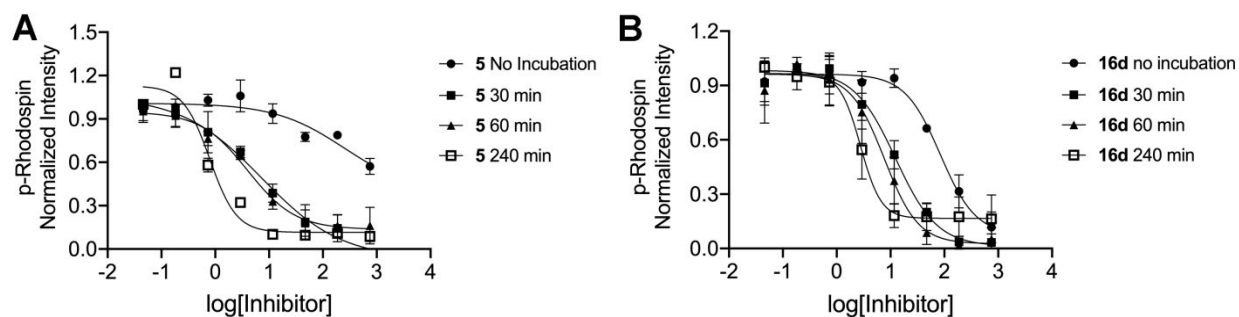 A
p-Rhodospin
Normalized Intensity
1.5
1.2
0.9
0.6
0.3
0.0
-2 -1 0 1 2 3 4
log[Inhibitor]
5 No Incubation
5 30 min
5 60 min
5 240 min
B
p-Rhodospin
Normalized Intensity
1.2
0.9
0.6
0.3
0.0
-2 -1 0 1 2 3 4
log[Inhibitor]
16d no incubation
16d 30 min
16d 60 min
16d 240 min